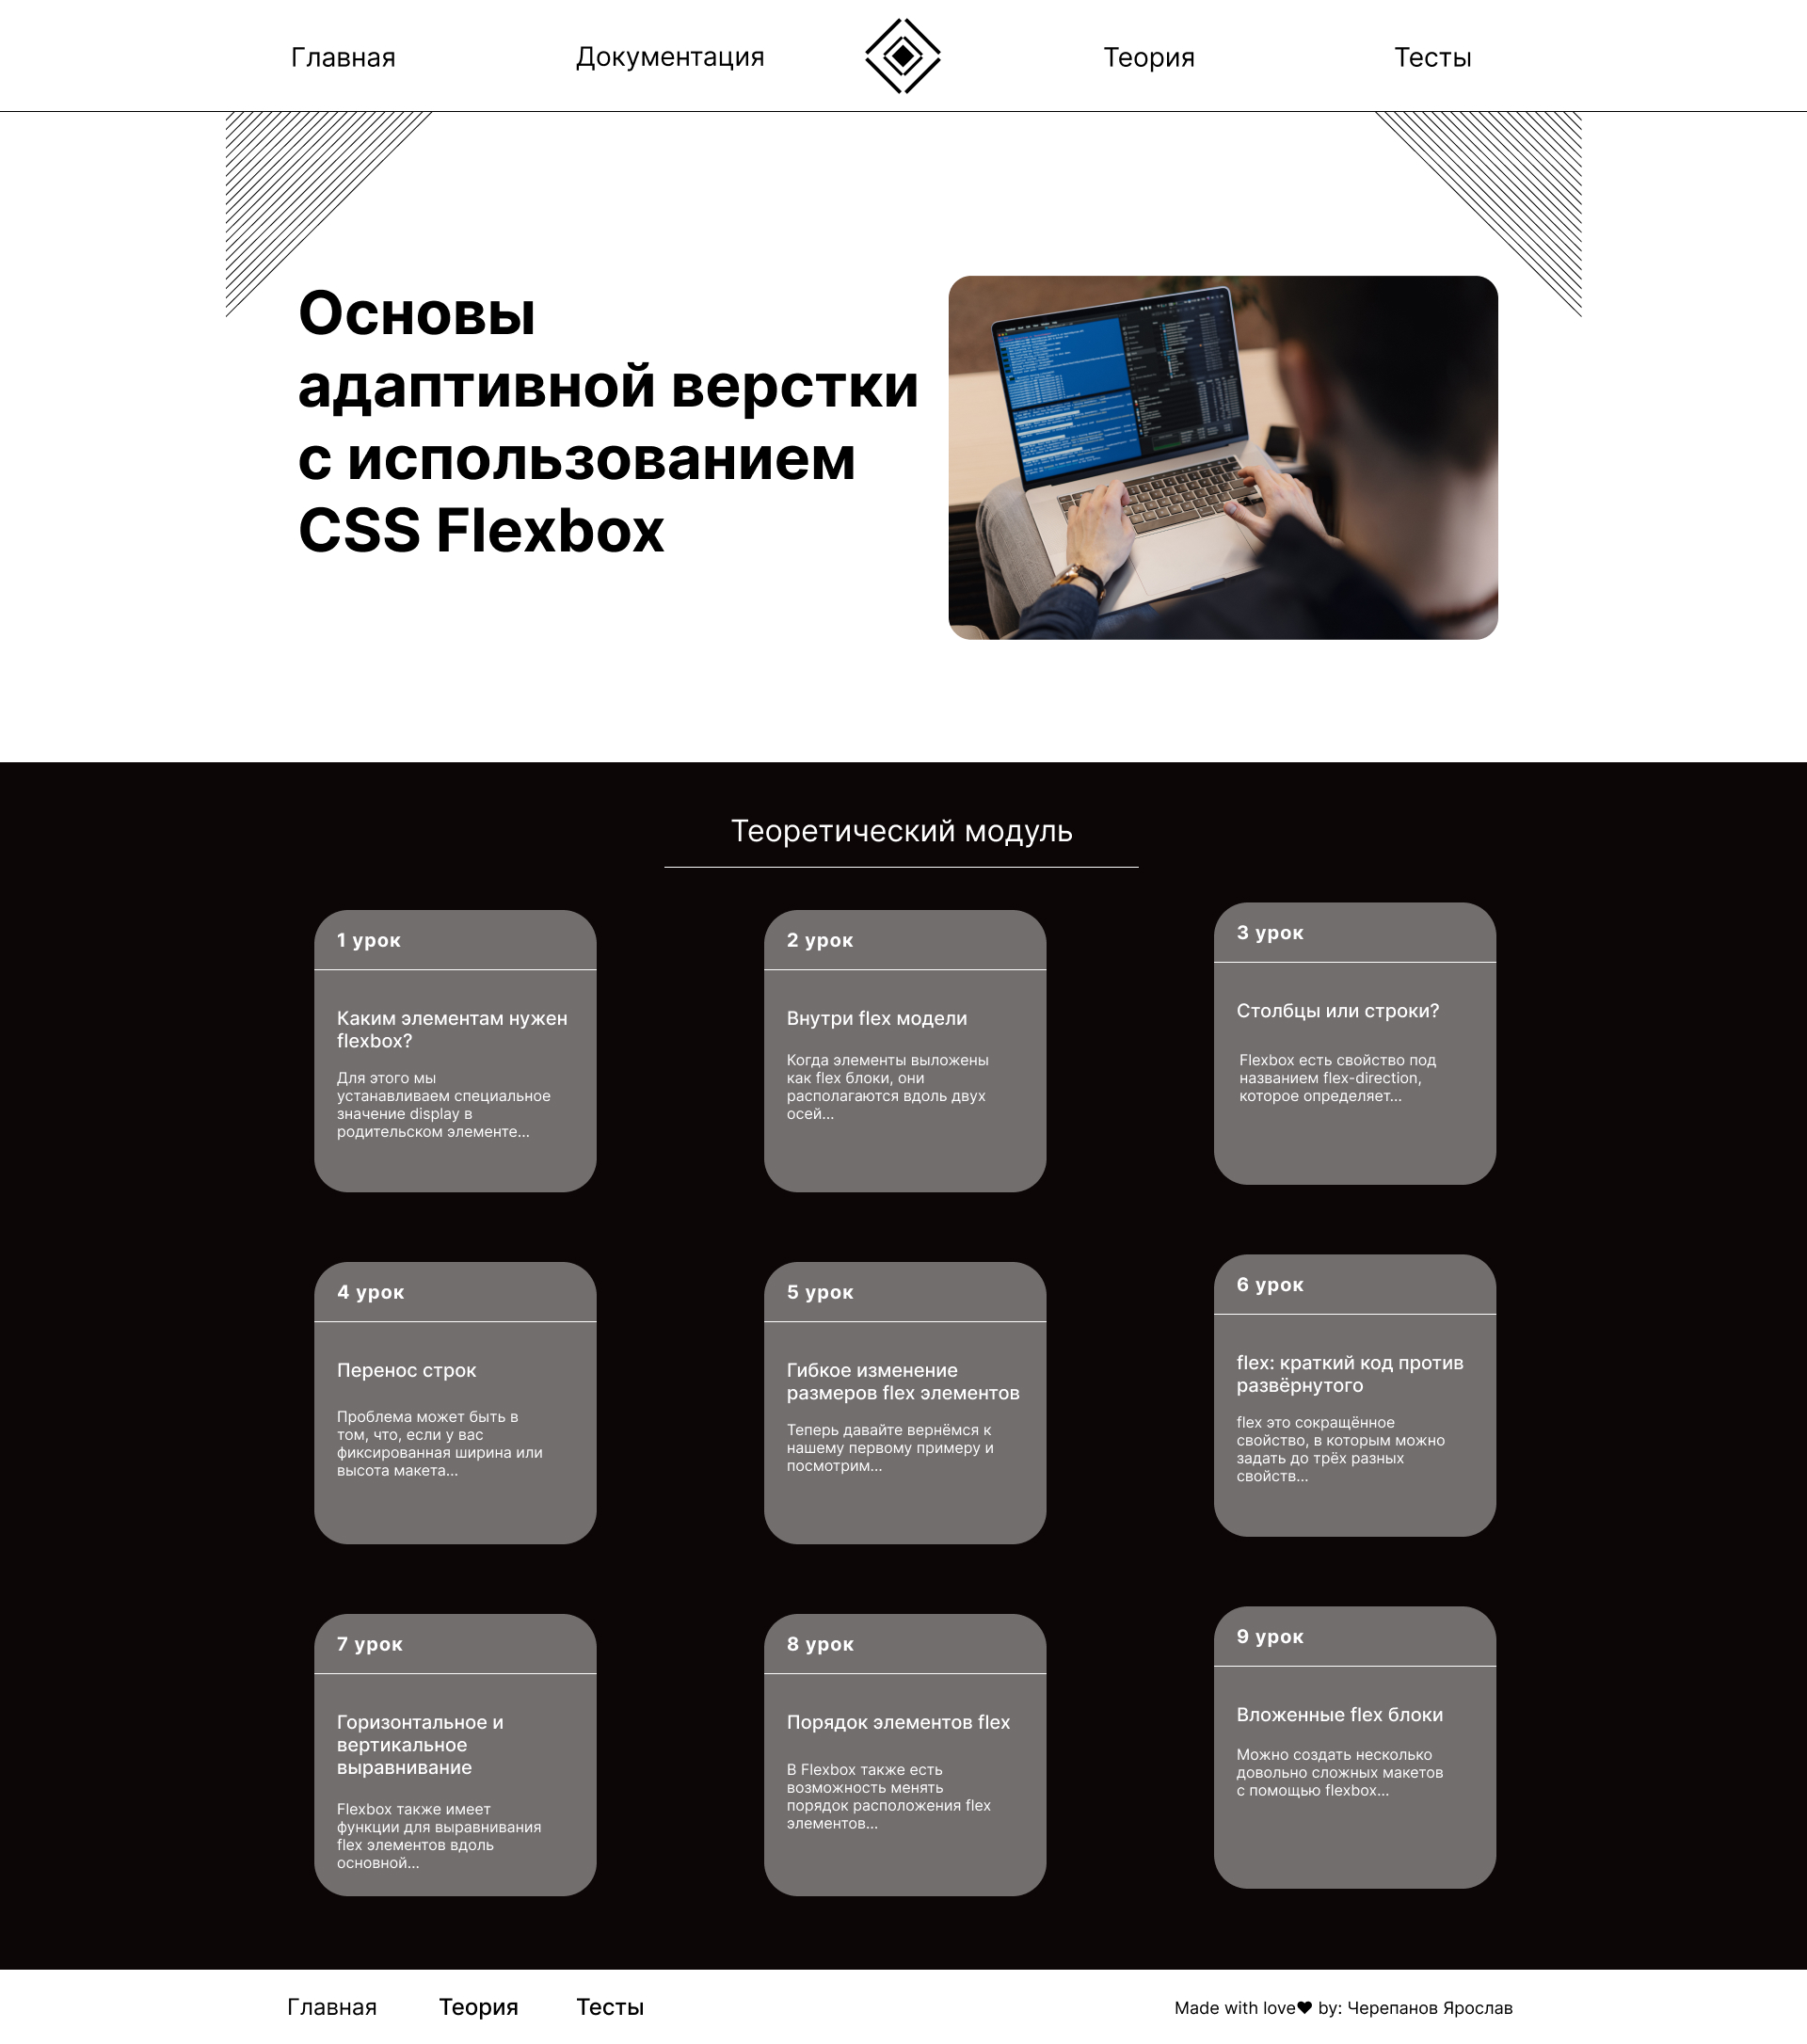 Главная
Документация
Теория
Тесты
Основы
адаптивной верстки
с использованием
CSS Flexbox
Теоретический модуль
1 урок
Каким элементам нужен
flexbox?
Для этого мы
устанавливаем специальное
значение display в
родительском элементе...
2 урок
Внутри flex модели
Когда элементы выложены
как flex блоки, они
располагаются вдоль двух
осей...
3 урок
Столбцы или строки?
Flexbox есть свойство под
названием flex-direction,
которое определяет...
4 урок
Перенос строк
Проблема может быть в
том, что, если у вас
фиксированная ширина или
высота макета...
5 урок
Гибкое изменение
размеров flex элементов
Теперь давайте вернёмся к
нашему первому примеру и
посмотрим...
6 урок
flex: краткий код против
развёрнутого
flex это сокращённое
свойство, в которым можно
задать до трёх разных
свойств...
7 урок
Горизонтальное и
вертикальное
выравнивание
Flexbox также имеет
функции для выравнивания
flex элементов вдоль
основной...
8 урок
Порядок элементов flex
В Flexbox также есть
возможность менять
порядок расположения flex
элементов...
9 урок
Вложенные flex блоки
Можно создать несколько
довольно сложных макетов
с помощью flexbox...
Главная
Теория
Тесты
Made with love❤ by: Черепанов Ярослав